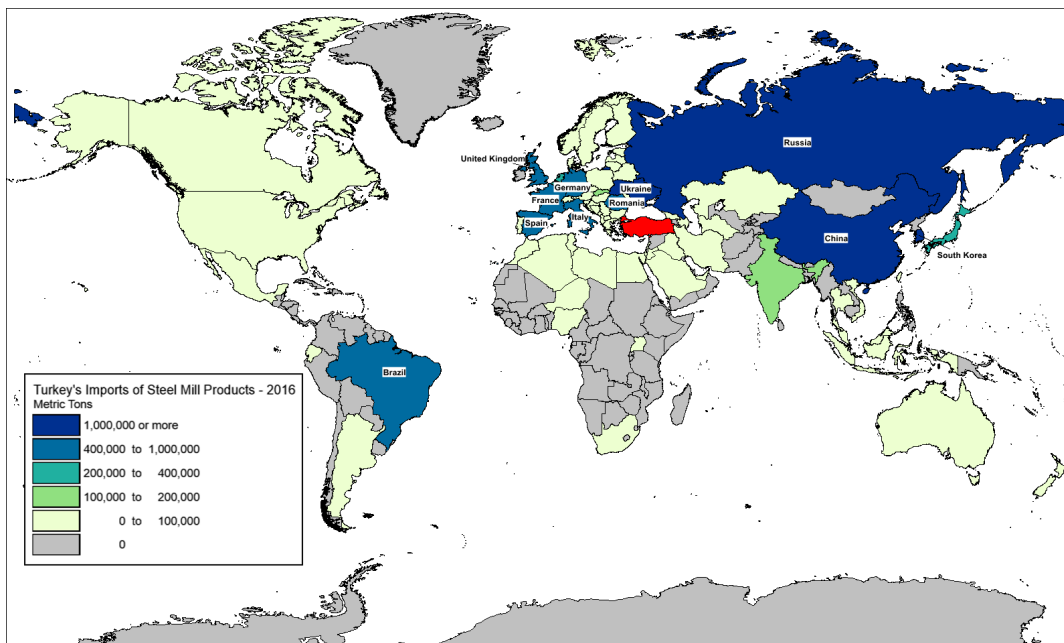 United Kingdom
Russia
Germany
Ukraine
France
Romania
Spain
Italy
China
South Korea
Brazil
Turkey's Imports of Steel Mill Products - 2016
Metric Tons
1,000,000 or more
400,000 to 1,000,000
200,000 to 400,000
100,000 to 200,000
0 to 100,000
0